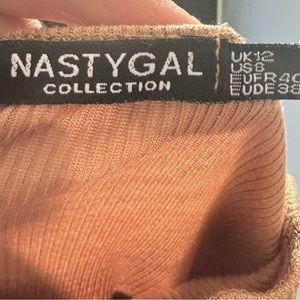 NASTYGAL
COLLECTION
UK12
US8
EUFR40
EUDE38